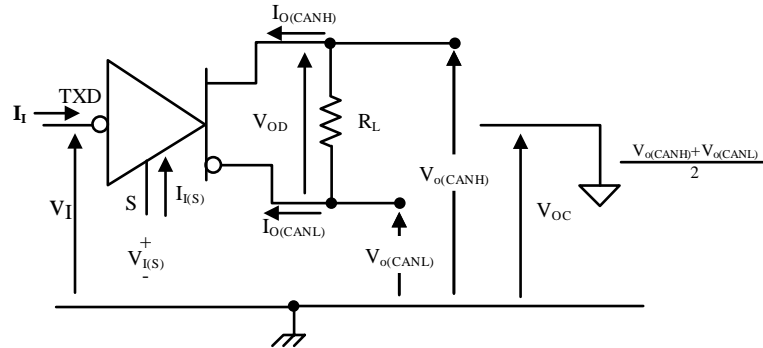 I_O(CANH)
I_I
TXD
V_OD
R_L
V_o(CANH)+V_o(CANL)
2
V_o(CANH)
S
I_I(S)
V_I
V_OC
I_O(CANL)
+
V_I(S)
-
V_o(CANL)